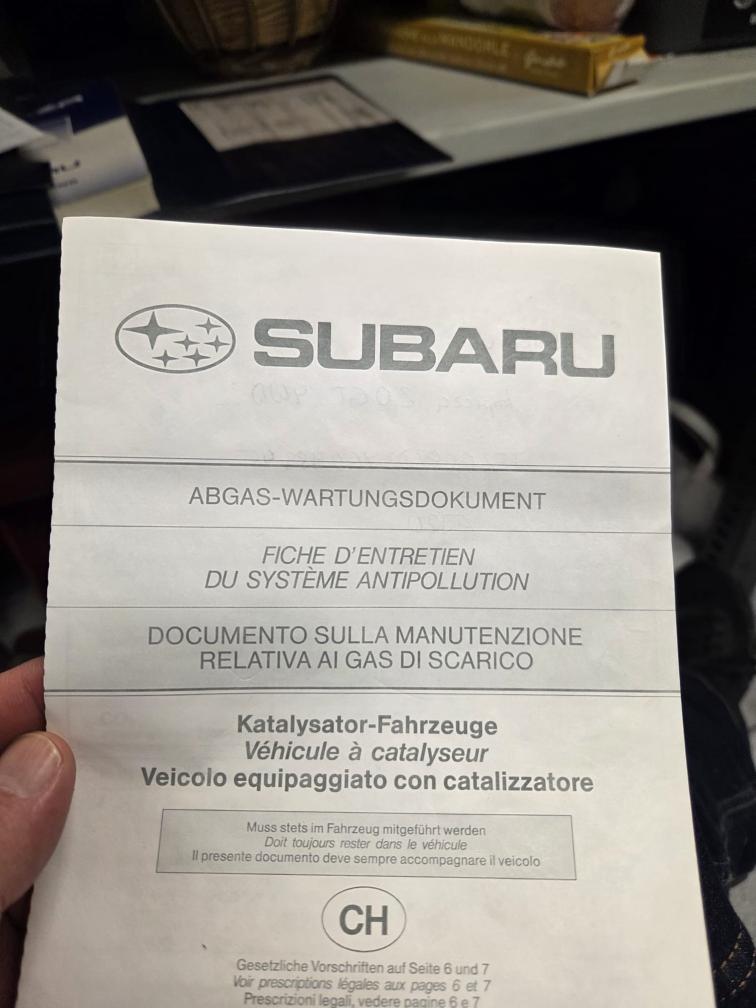 MANDORLE
SUBARU
ABGAS-WARTUNGSDOKUMENT
FICHE D'ENTRETIEN
DU SYSTÈME ANTIPOLLUTION
DOCUMENTO SULLA MANUTENZIONE
RELATIVA AI GAS DI SCARICO
Katalysator-Fahrzeuge
Véhicule à catalyseur
Veicolo equipaggiato con catalizzatore
Muss stets im Fahrzeug mitgeführt werden
Doit toujours rester dans le véhicule
Il presente documento deve sempre accompagnare il veicolo
CH
Gesetzliche Vorschriften auf Seite 6 und 7
Voir prescriptions légales aux pages 6 et 7
Prescrizioni legali, vedere pagine 6 e 7